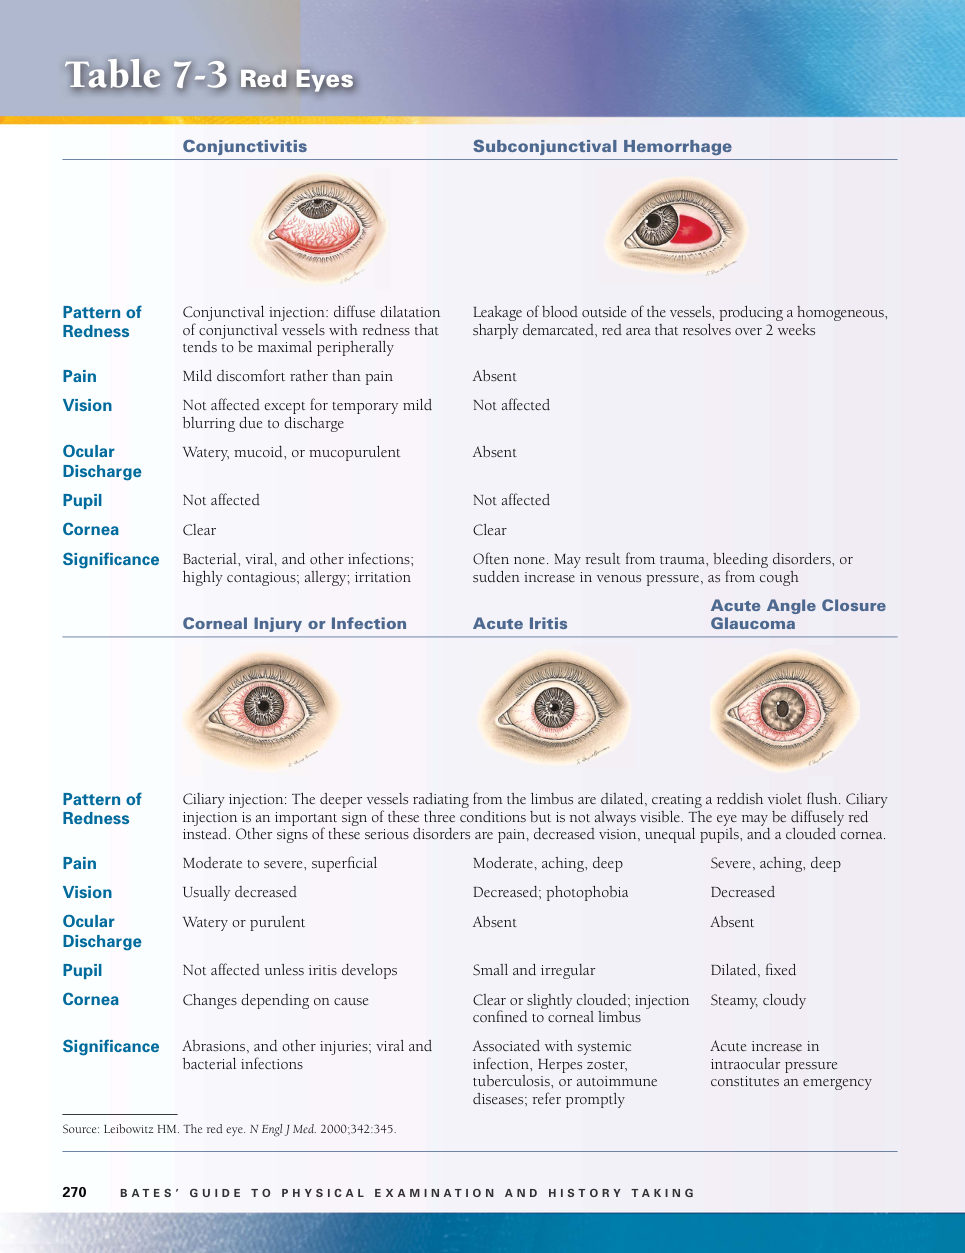 Table 7-3 Red Eyes
Conjunctivitis
Subconjunctival Hemorrhage
Pattern of Redness
Conjunctival injection: diffuse dilatation
of conjunctival vessels with redness that
tends to be maximal peripherally
Leakage of blood outside of the vessels, producing a homogeneous,
sharply demarcated, red area that resolves over 2 weeks
Pain
Mild discomfort rather than pain
Absent
Vision
Not affected except for temporary mild
blurring due to discharge
Not affected
Ocular
Discharge
Watery, mucoid, or mucopurulent
Absent
Pupil
Not affected
Not affected
Cornea
Clear
Clear
Significance
Bacterial, viral, and other infections;
highly contagious; allergy; irritation
Often none. May result from trauma, bleeding disorders, or
sudden increase in venous pressure, as from cough
Corneal Injury or Infection
Acute Iritis
Acute Angle Closure
Glaucoma
Pattern of
Redness
Ciliary injection: The deeper vessels radiating from the limbus are dilated, creating a reddish violet flush. Ciliary
injection is an important sign of these three conditions but is not always visible. The eye may be diffusely red
instead. Other signs of these serious disorders are pain, decreased vision, unequal pupils, and a clouded cornea.
Pain
Moderate to severe, superficial
Moderate, aching, deep
Severe, aching, deep
Vision
Usually decreased
Decreased; photophobia
Decreased
Ocular
Discharge
Watery or purulent
Absent
Absent
Pupil
Not affected unless iritis develops
Small and irregular
Dilated, fixed
Cornea
Changes depending on cause
Clear or slightly clouded; injection
confined to corneal limbus
Steamy, cloudy
Significance
Abrasions, and other injuries; viral and
bacterial infections
Associated with systemic
infection, Herpes zoster,
tuberculosis, or autoimmune
diseases; refer promptly
Acute increase in
intraocular pressure
constitutes an emergency
Source: Leibowitz HM. The red eye. N Engl J Med. 2000;342:345.
270 BATES' GUIDE TO PHYSICAL EXAMINATION AND HISTORY TAKING